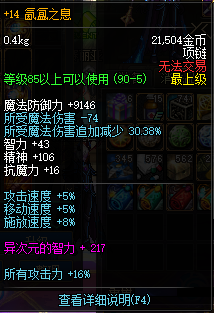 +14 氤氲之息
0.4kg 21,504金币
项链
无法交易
等级85以上可以使用 (90-5) 最上级
魔法防御力 +9146
所受魔法伤害 -74
所受魔法伤害追加减少 30.38%
智力 +43
精神 +106
抗魔力 +16
攻击速度 +5%
移动速度 +5%
施放速度 +8%
异次元的智力 + 217
所有攻击力 +16%
查看详细说明(F4)